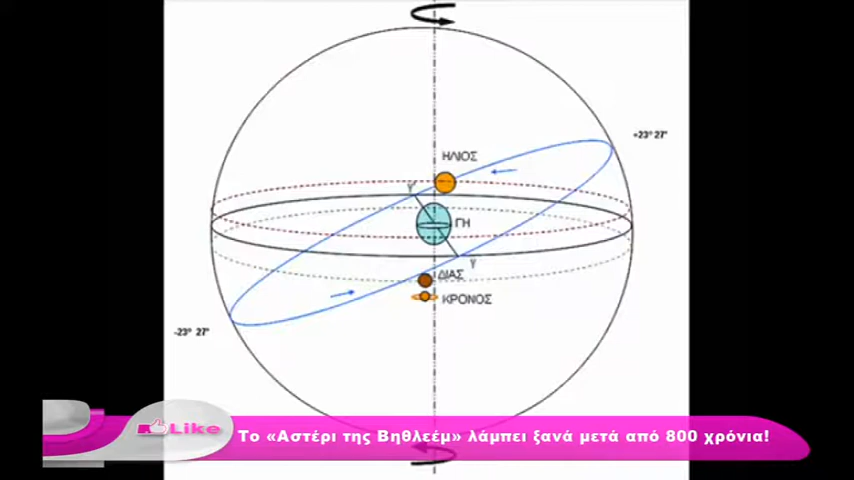 +23° 27'
ΗΛΙΟΣ
γ'
ΓΗ
γ
ΔΙΑΣ
ΚΡΟΝΟΣ
-23° 27'
Like
Το «Αστέρι της Βηθλεέμ» λάμπει ξανά μετά από 800 χρόνια!